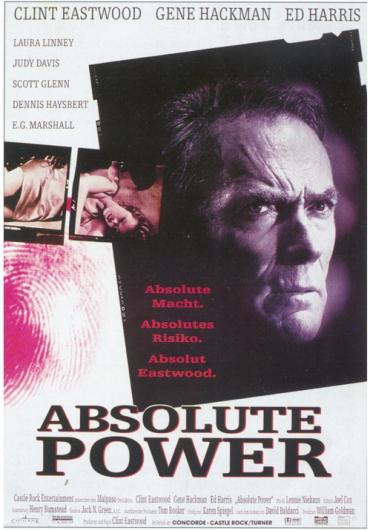 CLINT EASTWOOD GENE HACKMAN ED HARRIS
LAURA LINNEY
JUDY DAVIS
SCOTT GLENN
DENNIS HAYSBERT
E.G. MARSHALL
Absolute
Macht.
Absolutes
Risiko.
Absolut
Eastwood.
ABSOLUTE
POWER
Castle Rock Entertainment Malpaso Clint Eastwood Gene Hackman Ed Harris „Absolute Power" Lennie Niehaus Joel Cox
Henry Bumstead Jack N. Green, Tom Rooker Karen Spiegel David Baldacci William Goldman
Clint Eastwood CONCORDE - CASTLE ROCK/TURNER